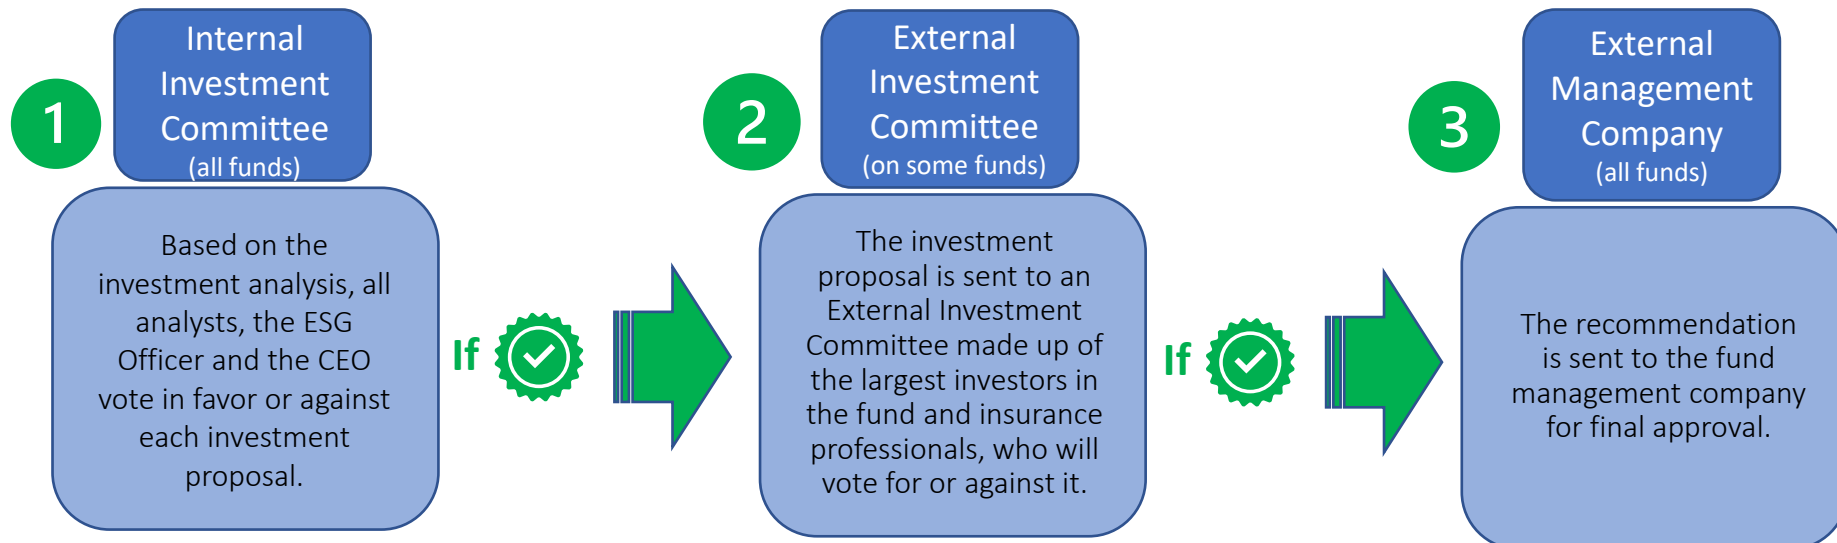 1
Internal
Investment
Committee
(all funds)
Based on the
investment analysis, all
analysts, the ESG
Officer and the CEO
vote in favor or against
each investment
proposal.
If
2
External
Investment
Committee
(on some funds)
The investment
proposal is sent to an
External Investment
Committee made up of
the largest investors in
the fund and insurance
professionals, who will
vote for or against it.
If
3
External
Management
Company
(all funds)
The recommendation
is sent to the fund
management company
for final approval.